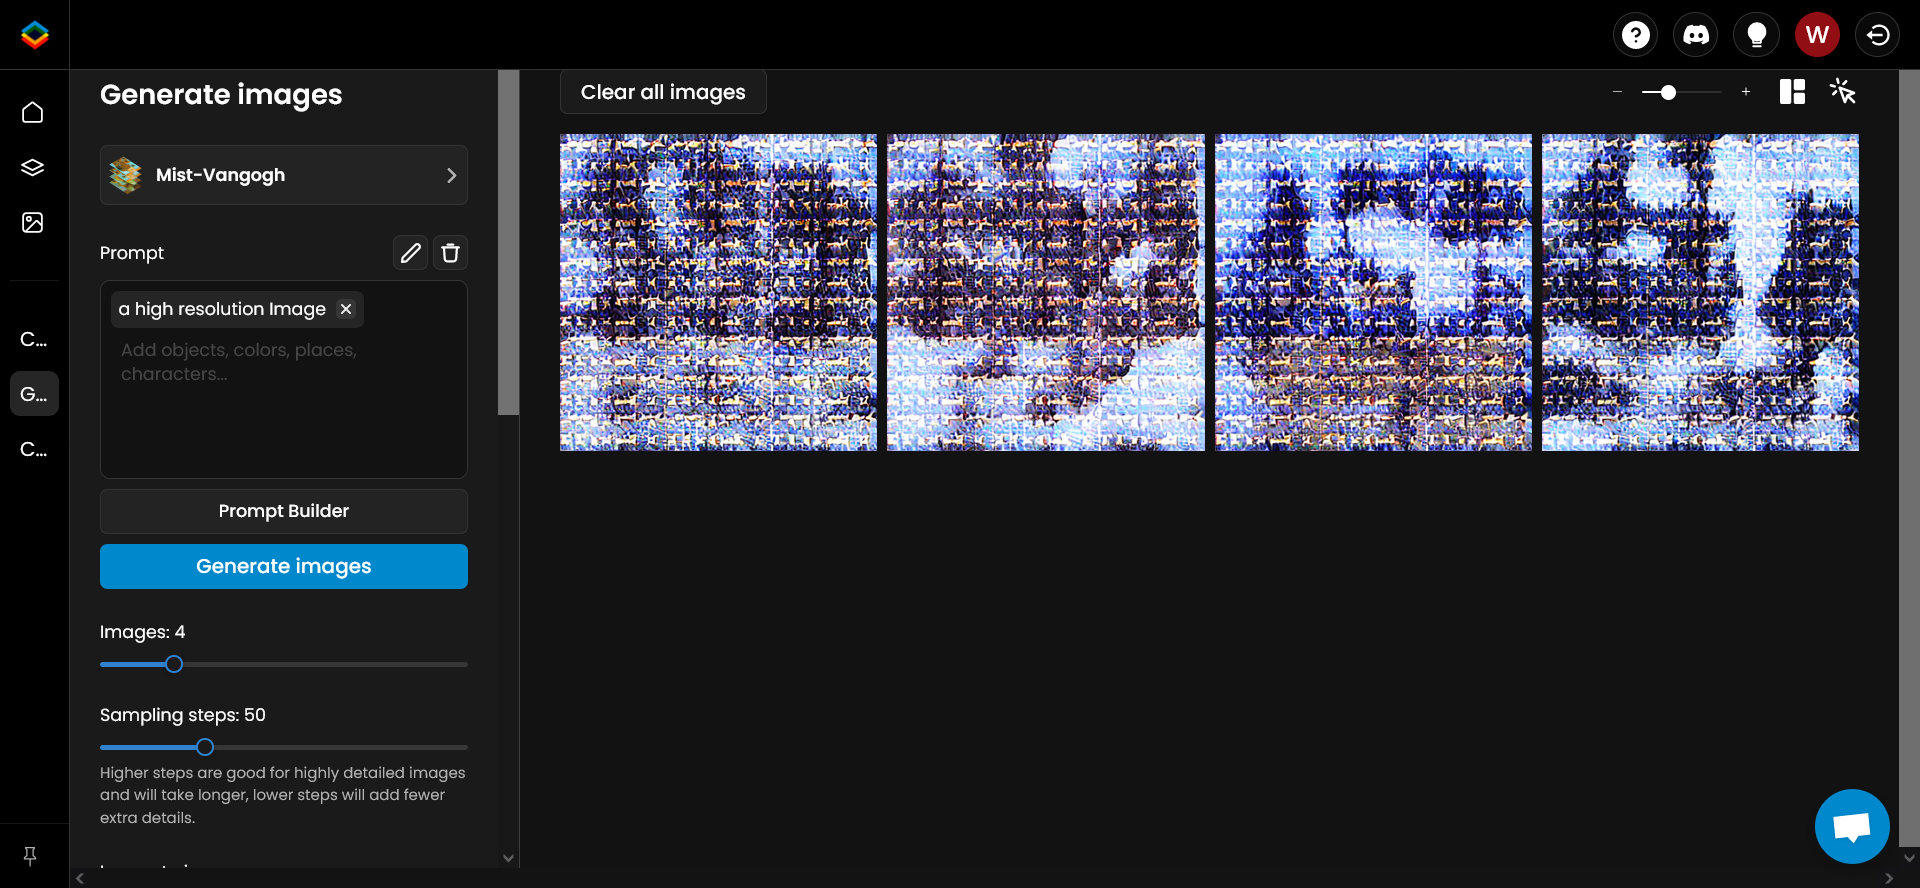 W
Generate images
Clear all images
Mist-Vangogh
Prompt
a high resolution Image
Add objects, colors, places,
characters...
Prompt Builder
Generate images
Images: 4
Sampling steps: 50
Higher steps are good for highly detailed images
and will take longer, lower steps will add fewer
extra details.
C...
G...
C...